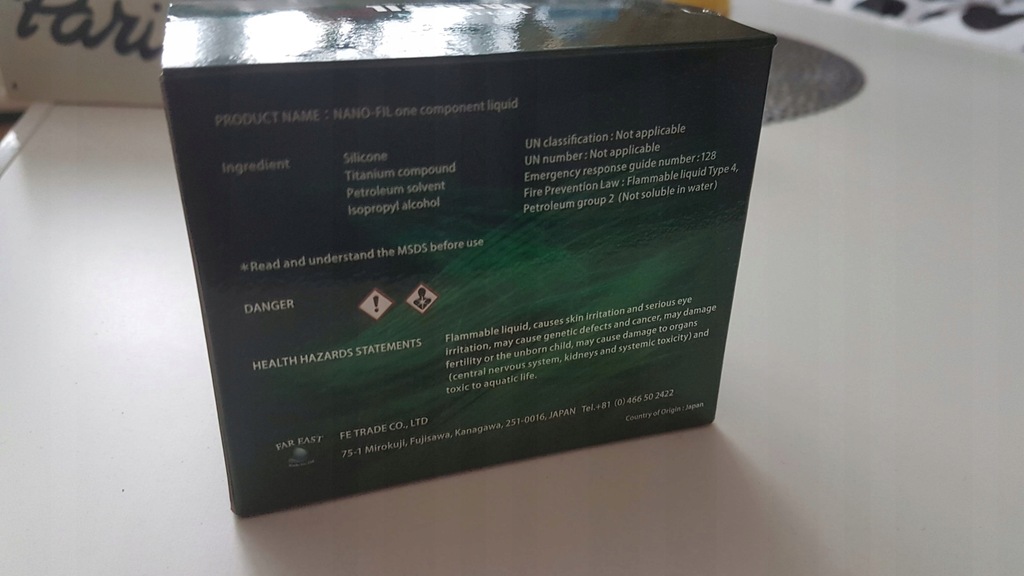 Pari
PRODUCT NAME : NANO-FIL one component liquid
Ingredient
Silicone
Titanium compound
Petroleum solvent
Isopropyl alcohol
UN classification : Not applicable
UN number : Not applicable
Emergency response guide number : 128
Fire Prevention Law : Flammable liquid Type 4,
Petroleum group 2 (Not soluble in water)
*Read and understand the MSDS before use
DANGER
HEALTH HAZARDS STATEMENTS
Flammable liquid, causes skin irritation and serious eye
irritation, may cause genetic defects and cancer, may damage
fertility or the unborn child, may cause damage to organs
(central nervous system, kidneys and systemic toxicity) and
toxic to aquatic life.
FAR EAST
FE TRADE CO., LTD
75-1 Mirokuji, Fujisawa, Kanagawa, 251-0016, JAPAN Tel.+81 (0) 466 50 2422
Country of Origin : Japan